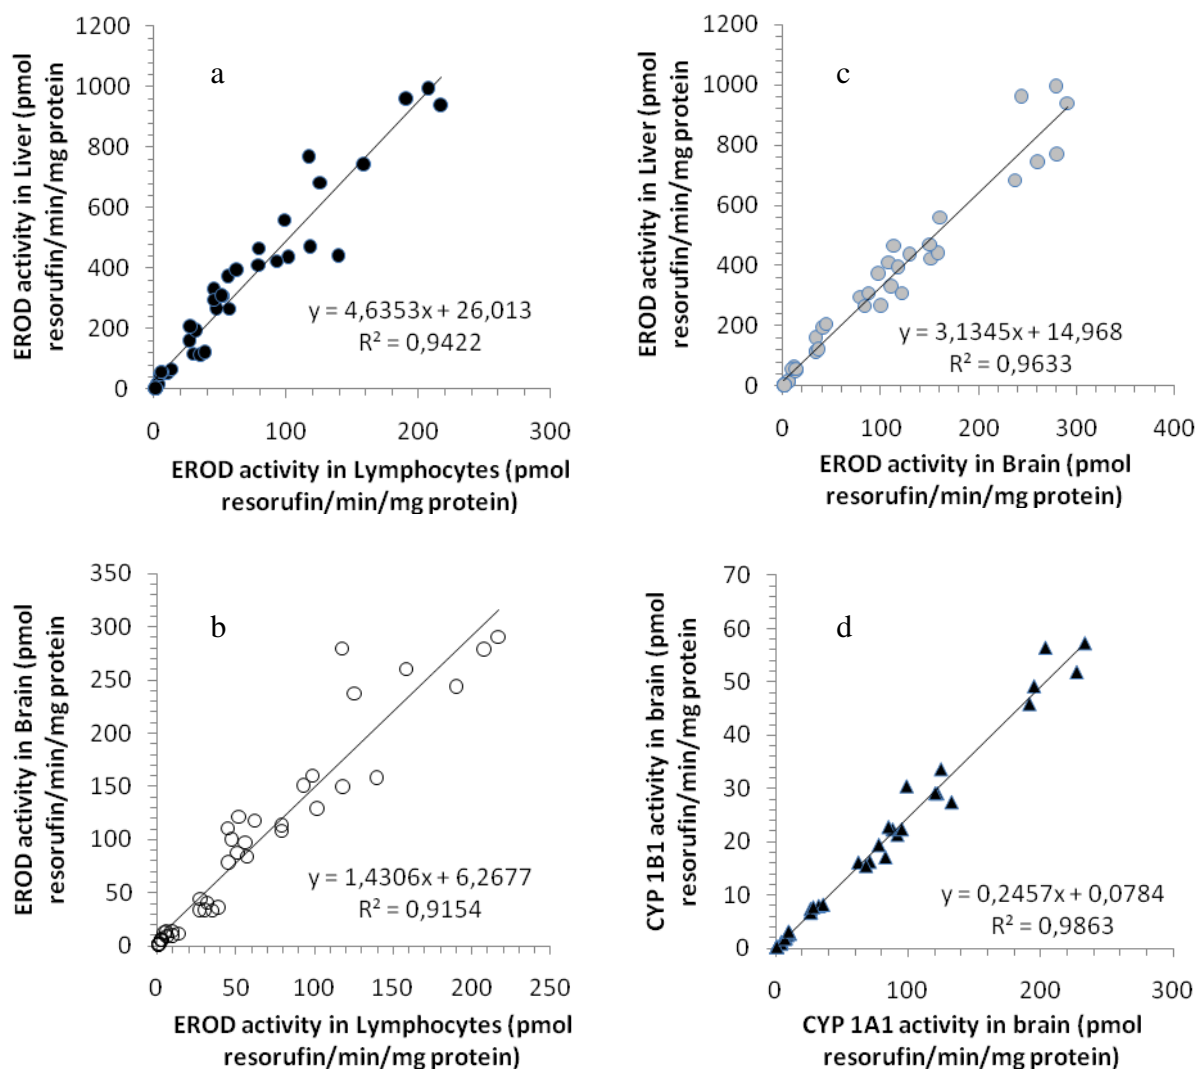 a
EROD activity in Liver (pmol
resorufin/min/mg protein
1200
1000
800
600
400
200
0
y = 4,6353x + 26,013
R² = 0,9422
0 100 200 300
EROD activity in Lymphocytes (pmol
resorufin/min/mg protein)
c
EROD activity in Liver (pmol
resorufin/min/mg protein
1200
1000
800
600
400
200
0
y = 3,1345x + 14,968
R² = 0,9633
0 100 200 300 400
EROD activity in Brain (pmol
resorufin/min/mg protein)
b
EROD activity in Brain (pmol
resorufin/min/mg protein
350
300
250
200
150
100
50
0
y = 1,4306x + 6,2677
R² = 0,9154
0 50 100 150 200 250
EROD activity in Lymphocytes (pmol
resorufin/min/mg protein)
d
CYP 1B1 activity in brain (pmol
resorufin/min/mg protein
70
60
50
40
30
20
10
0
y = 0,2457x + 0,0784
R² = 0,9863
0 100 200 300
CYP 1A1 activity in brain (pmol
resorufin/min/mg protein)